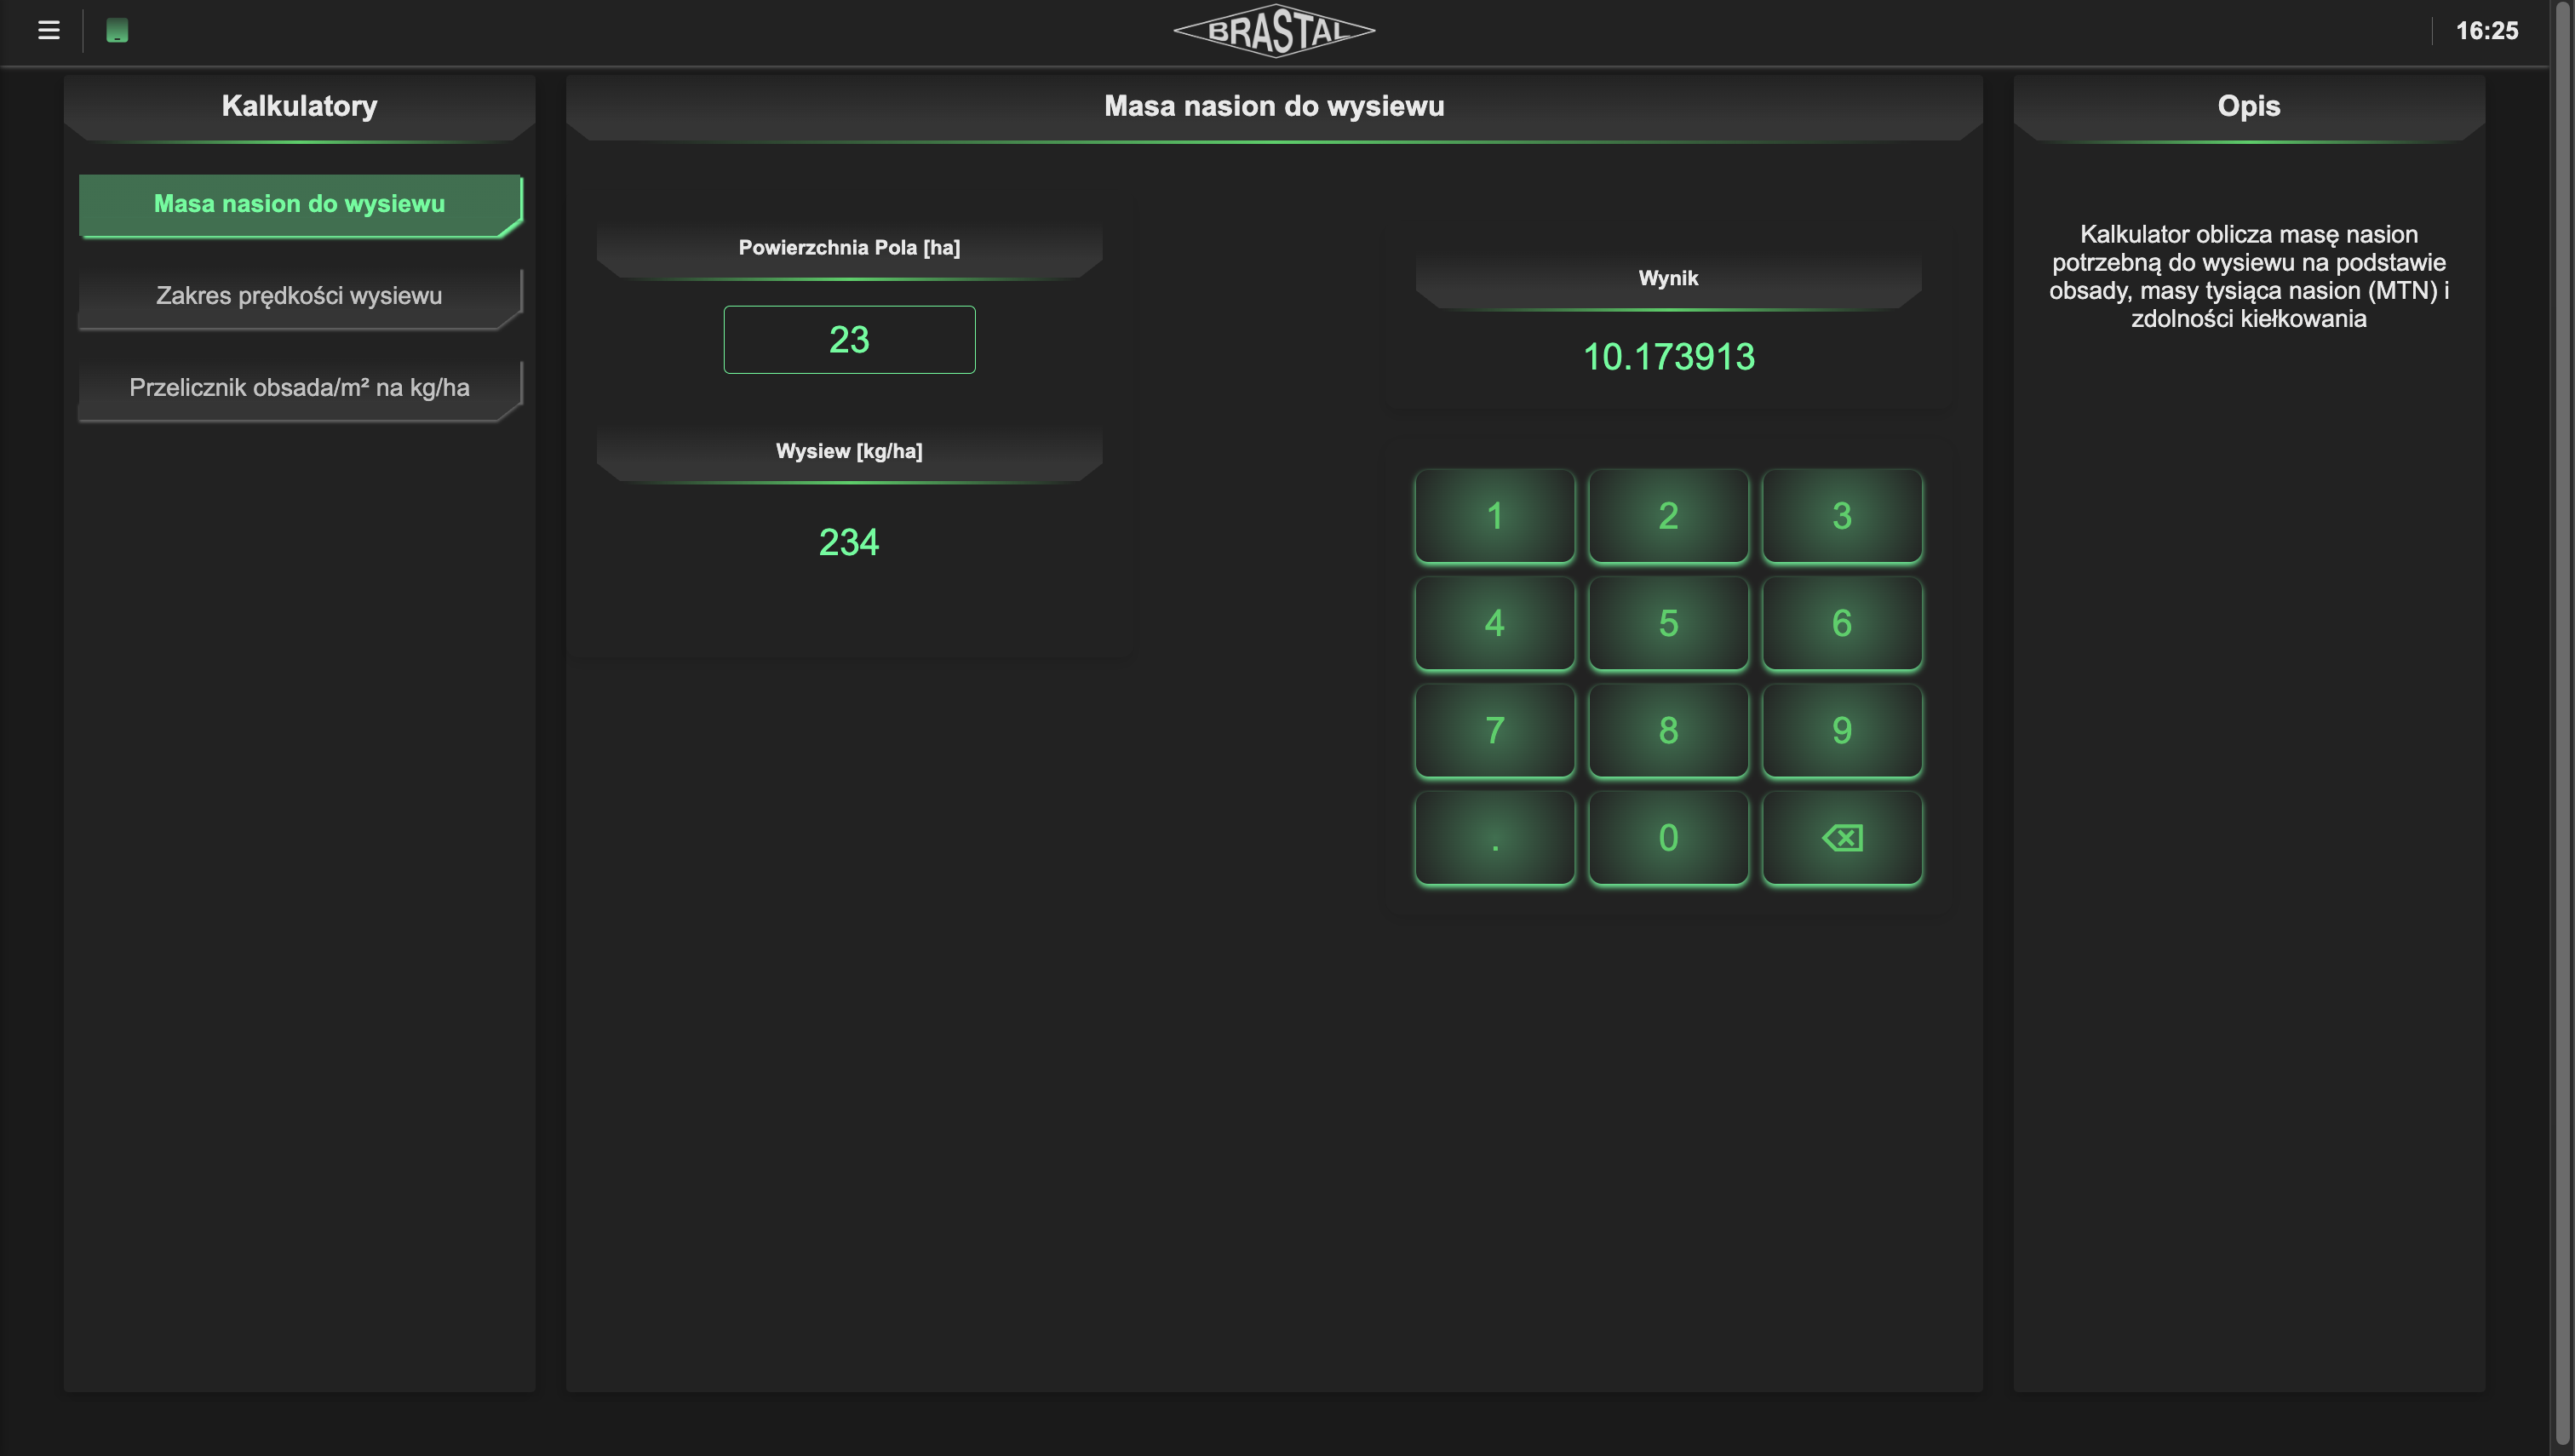 BRASTAL
16:25
Kalkulatory
Masa nasion do wysiewu
Zakres prędkości wysiewu
Przelicznik obsada/m² na kg/ha
Masa nasion do wysiewu
Powierzchnia Pola [ha]
23
Wysiew [kg/ha]
234
Wynik
10.173913
1 2 3
4 5 6
7 8 9
. 0
Opis
Kalkulator oblicza masę nasion
potrzebną do wysiewu na podstawie
obsady, masy tysiąca nasion (MTN) i
zdolności kiełkowania